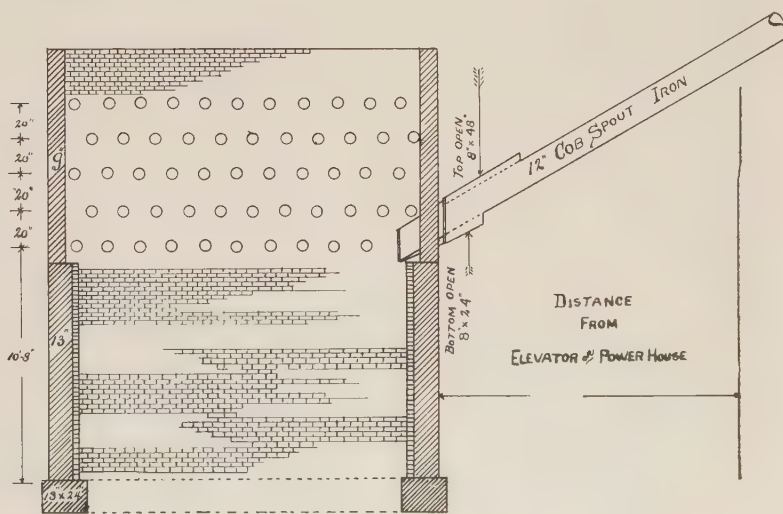 20"
20"
20"
20"
10'-9"
9"
13"
13 x 24
TOP OPEN
8" x 48"
12" COB SPOUT IRON
BOTTOM OPEN
8" x 24"
DISTANCE
FROM
ELEVATOR or POWER HOUSE